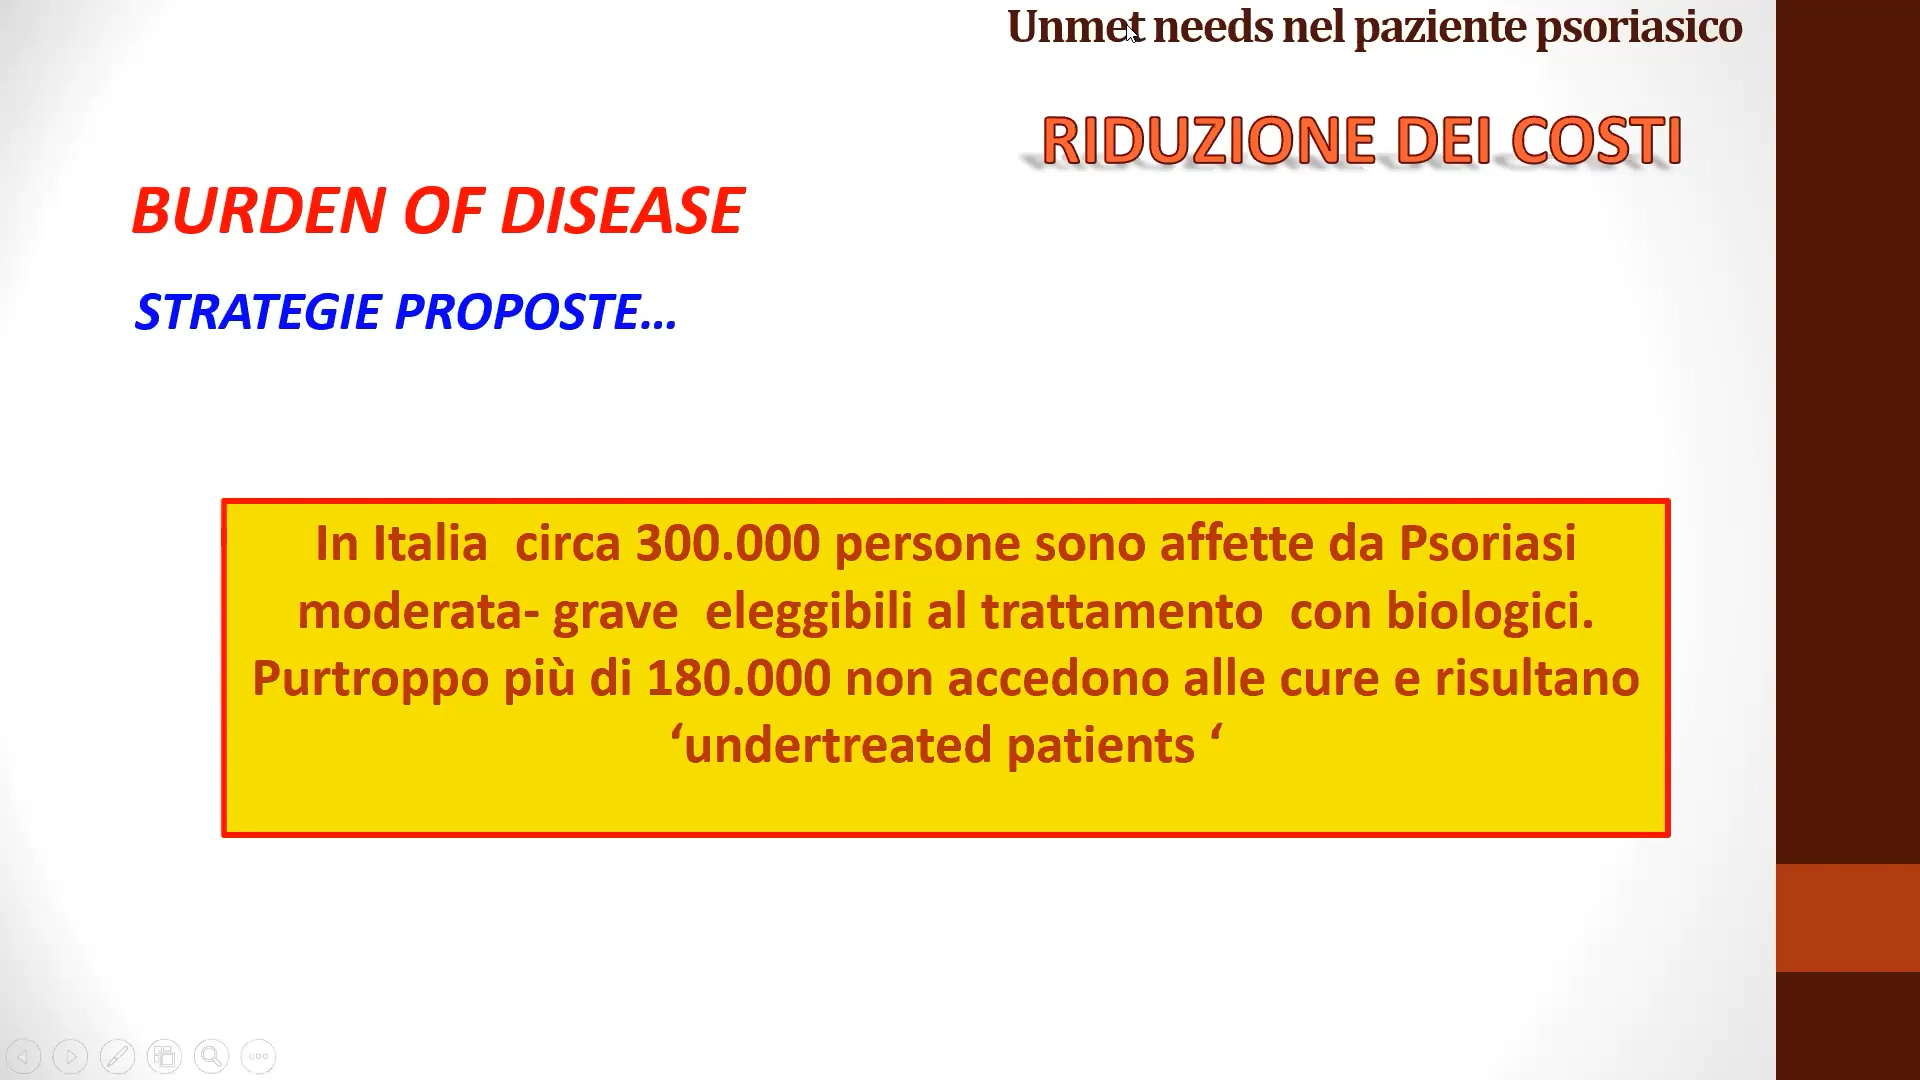 Unmet needs nel paziente psoriasico
RIDUZIONE DEI COSTI
BURDEN OF DISEASE
STRATEGIE PROPOSTE...
In Italia circa 300.000 persone sono affette da Psoriasi
moderata- grave eleggibili al trattamento con biologici.
Purtroppo più di 180.000 non accedono alle cure e risultano
‘undertreated patients ‘